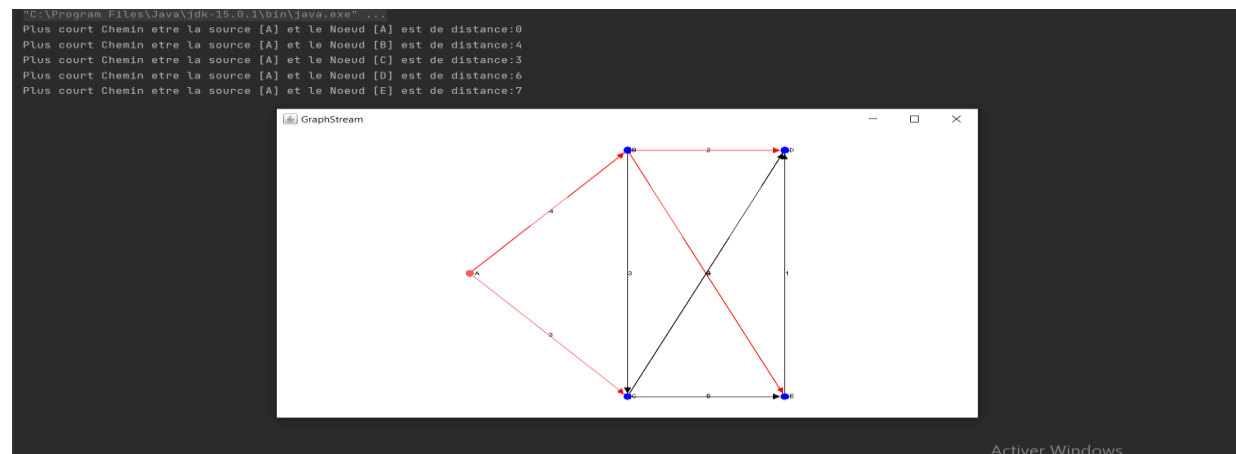 "C:\Program Files\Java\jdk-15.0.1\bin\java.exe" ...
Plus court Chemin etre la source [A] et le Noeud [A] est de distance:0
Plus court Chemin etre la source [A] et le Noeud [B] est de distance:4
Plus court Chemin etre la source [A] et le Noeud [C] est de distance:3
Plus court Chemin etre la source [A] et le Noeud [D] est de distance:6
Plus court Chemin etre la source [A] et le Noeud [E] est de distance:7
GraphStream
B
2
D
4
A
3
1
3
C
E
Activer Windows